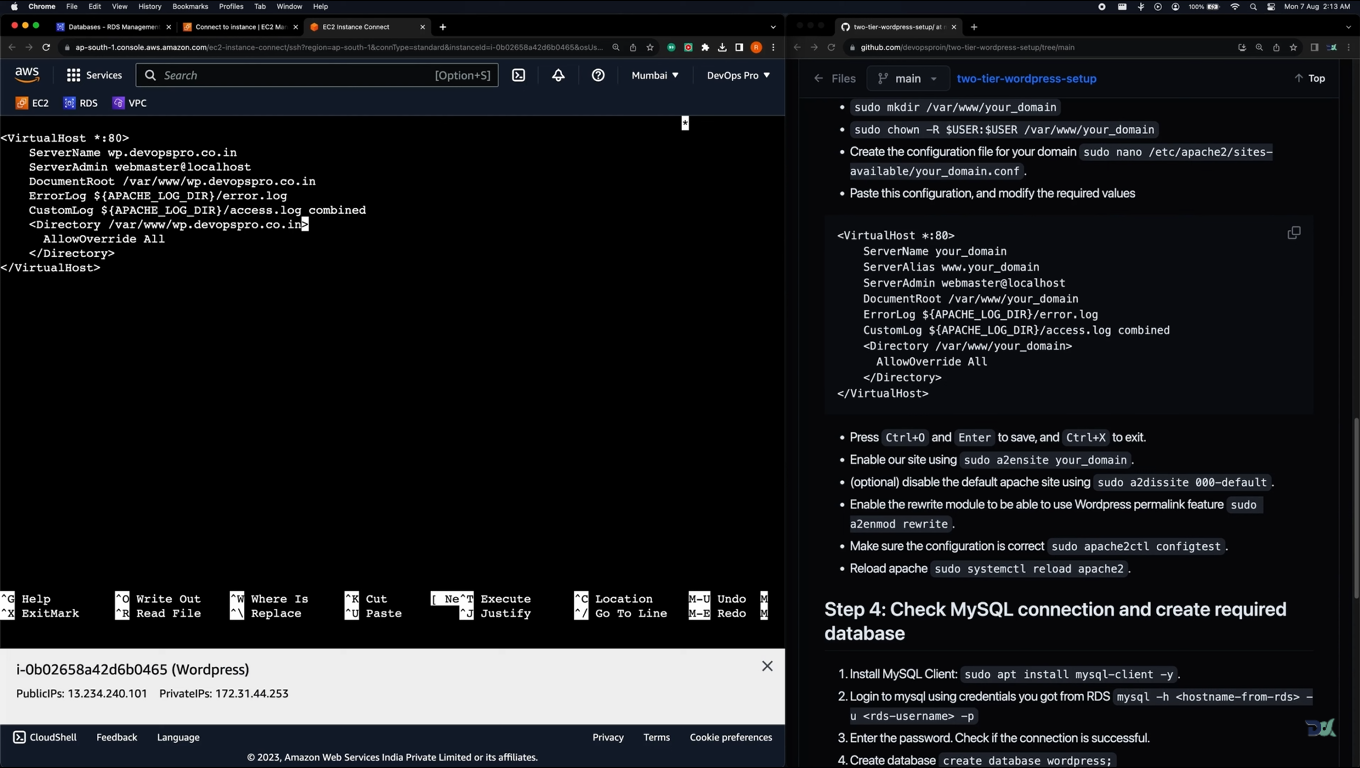 Chrome File Edit View History Bookmarks Profiles Tab Window Help
100% Mon 7 Aug 2:13 AM
Databases - RDS Management
Connect to instance | EC2 Man
EC2 Instance Connect
ap-south-1.console.aws.amazon.com/ec2-instance-connect/ssh?region=ap-south-1&connType=standard&instanceId=i-0b02658a42d6b0465&osUs...
aws
Services
Search [Option+S]
Mumbai ▼
DevOps Pro ▼
EC2 RDS VPC
*
<VirtualHost *:80>
ServerName wp.devopspro.co.in
ServerAdmin webmaster@localhost
DocumentRoot /var/www/wp.devopspro.co.in
ErrorLog ${APACHE_LOG_DIR}/error.log
CustomLog ${APACHE_LOG_DIR}/access.log combined
<Directory /var/www/wp.devopspro.co.in>
AllowOverride All
</Directory>
</VirtualHost>
^G Help ^O Write Out ^W Where Is ^K Cut [ Ne^T Execute ^C Location M-U Undo M
^X ExitMark ^R Read File ^\ Replace ^U Paste ^J Justify ^/ Go To Line M-E Redo M
i-0b02658a42d6b0465 (Wordpress)
PublicIPs: 13.234.240.101 PrivateIPs: 172.31.44.253
CloudShell Feedback Language
Privacy Terms Cookie preferences
© 2023, Amazon Web Services India Private Limited or its affiliates.
two-tier-wordpress-setup/ at m
github.com/devopsproin/two-tier-wordpress-setup/tree/main
Files main two-tier-wordpress-setup Top
sudo mkdir /var/www/your_domain
sudo chown -R $USER:$USER /var/www/your_domain
Create the configuration file for your domain sudo nano /etc/apache2/sites-
available/your_domain.conf .
Paste this configuration, and modify the required values
<VirtualHost *:80>
ServerName your_domain
ServerAlias www.your_domain
ServerAdmin webmaster@localhost
DocumentRoot /var/www/your_domain
ErrorLog ${APACHE_LOG_DIR}/error.log
CustomLog ${APACHE_LOG_DIR}/access.log combined
<Directory /var/www/your_domain>
AllowOverride All
</Directory>
</VirtualHost>
Press Ctrl+O and Enter to save, and Ctrl+X to exit.
Enable our site using sudo a2ensite your_domain .
(optional) disable the default apache site using sudo a2dissite 000-default .
Enable the rewrite module to be able to use Wordpress permalink feature sudo
a2enmod rewrite .
Make sure the configuration is correct sudo apache2ctl configtest .
Reload apache sudo systemctl reload apache2 .
Step 4: Check MySQL connection and create required
database
1. Install MySQL Client: sudo apt install mysql-client -y .
2. Login to mysql using credentials you got from RDS mysql -h <hostname-from-rds> -
u <rds-username> -p
3. Enter the password. Check if the connection is successful.
4. Create database create database wordpress;